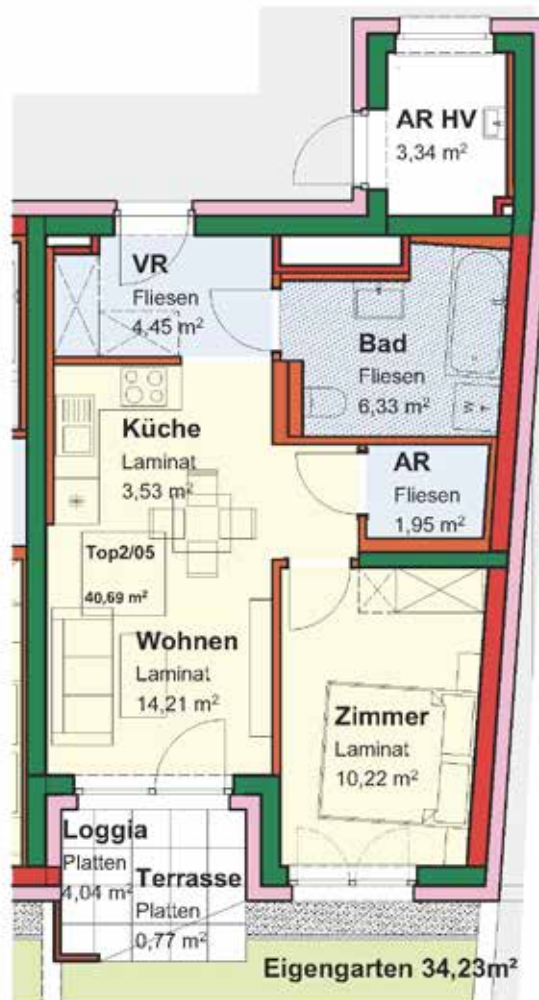 AR HV
3,34 m²
VR
Fliesen
4,45 m²
Bad
Fliesen
6,33 m²
W
T
Küche
Laminat
3,53 m²
AR
Fliesen
1,95 m²
Top2/05
40,69 m²
Wohnen
Laminat
14,21 m²
Zimmer
Laminat
10,22 m²
Loggia
Platten
4,04 m²
Terrasse
Platten
0,77 m²
Eigengarten 34,23m²